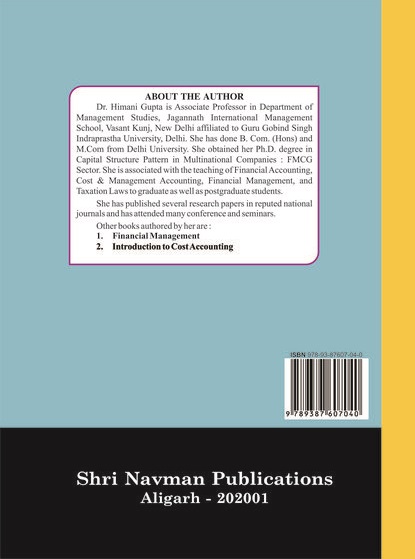 ABOUT THE AUTHOR
Dr. Himani Gupta is Associate Professor in Department of
Management Studies, Jagannath International Management
School, Vasant Kunj, New Delhi affiliated to Guru Gobind Singh
Indraprastha University, Delhi. She has done B. Com. (Hons) and
M.Com from Delhi University. She obtained her Ph.D. degree in
Capital Structure Pattern in Multinational Companies : FMCG
Sector. She is associated with the teaching of Financial Accounting,
Cost & Management Accounting, Financial Management, and
Taxation Laws to graduate as well as postgraduate students.
She has published several research papers in reputed national
journals and has attended many conference and seminars.
Other books authored by her are :
1. Financial Management
2. Introduction to Cost Accounting
ISBN 978-93-87607-04-0
9 789387 607040
Shri Navman Publications
Aligarh - 202001